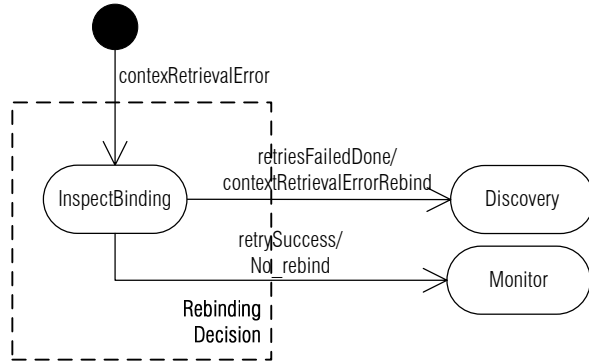 contexRetrievalError
retriesFailedDone/
contextRetrievalErrorRebind
InspectBinding
Discovery
retrySuccess/
No_rebind
Monitor
Rebinding
Decision